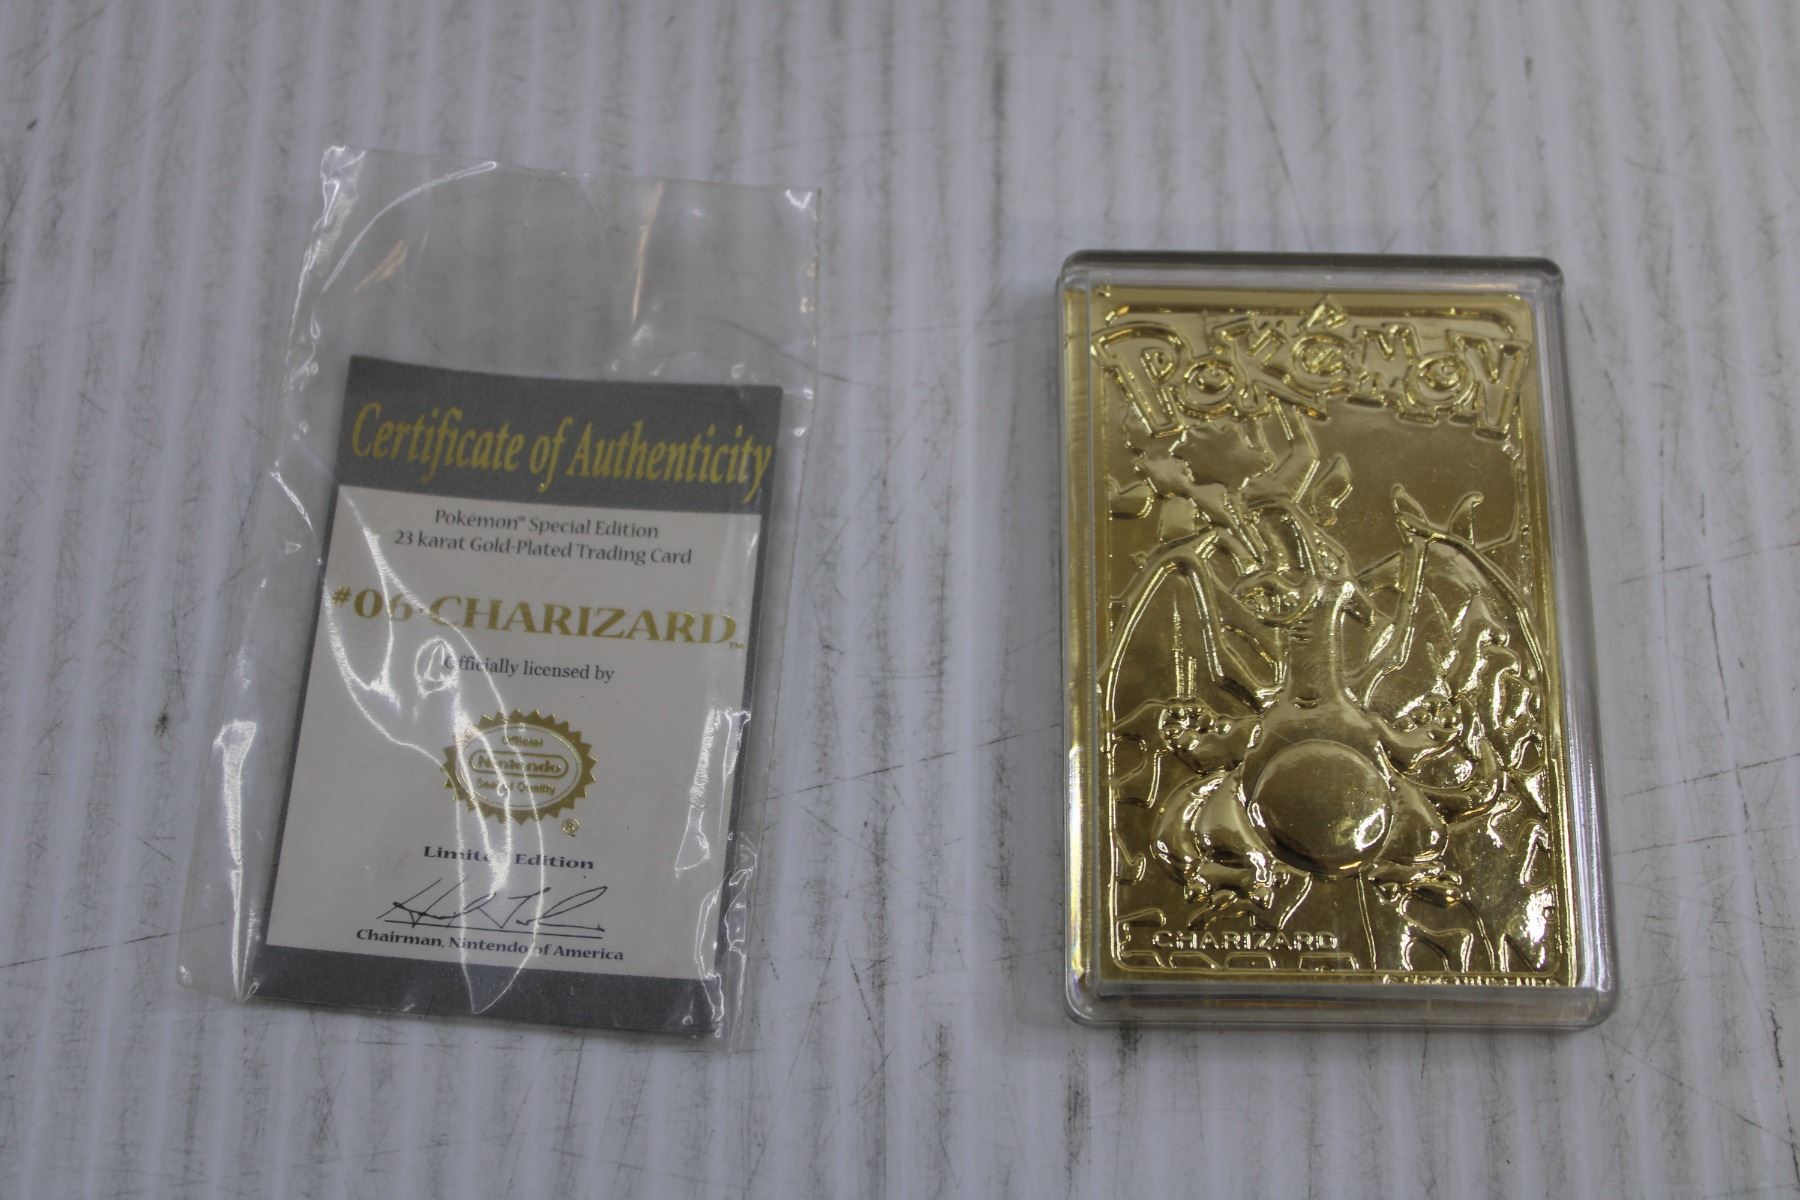 Certificate of Authenticity
Pokémon™ Special Edition
23 karat Gold-Plated Trading Card
#06 CHARIZARD™
Officially licensed by
Official
Nintendo
Seal of Quality
®
Limited Edition
Chairman, Nintendo of America
POKéMON
CHARIZARD